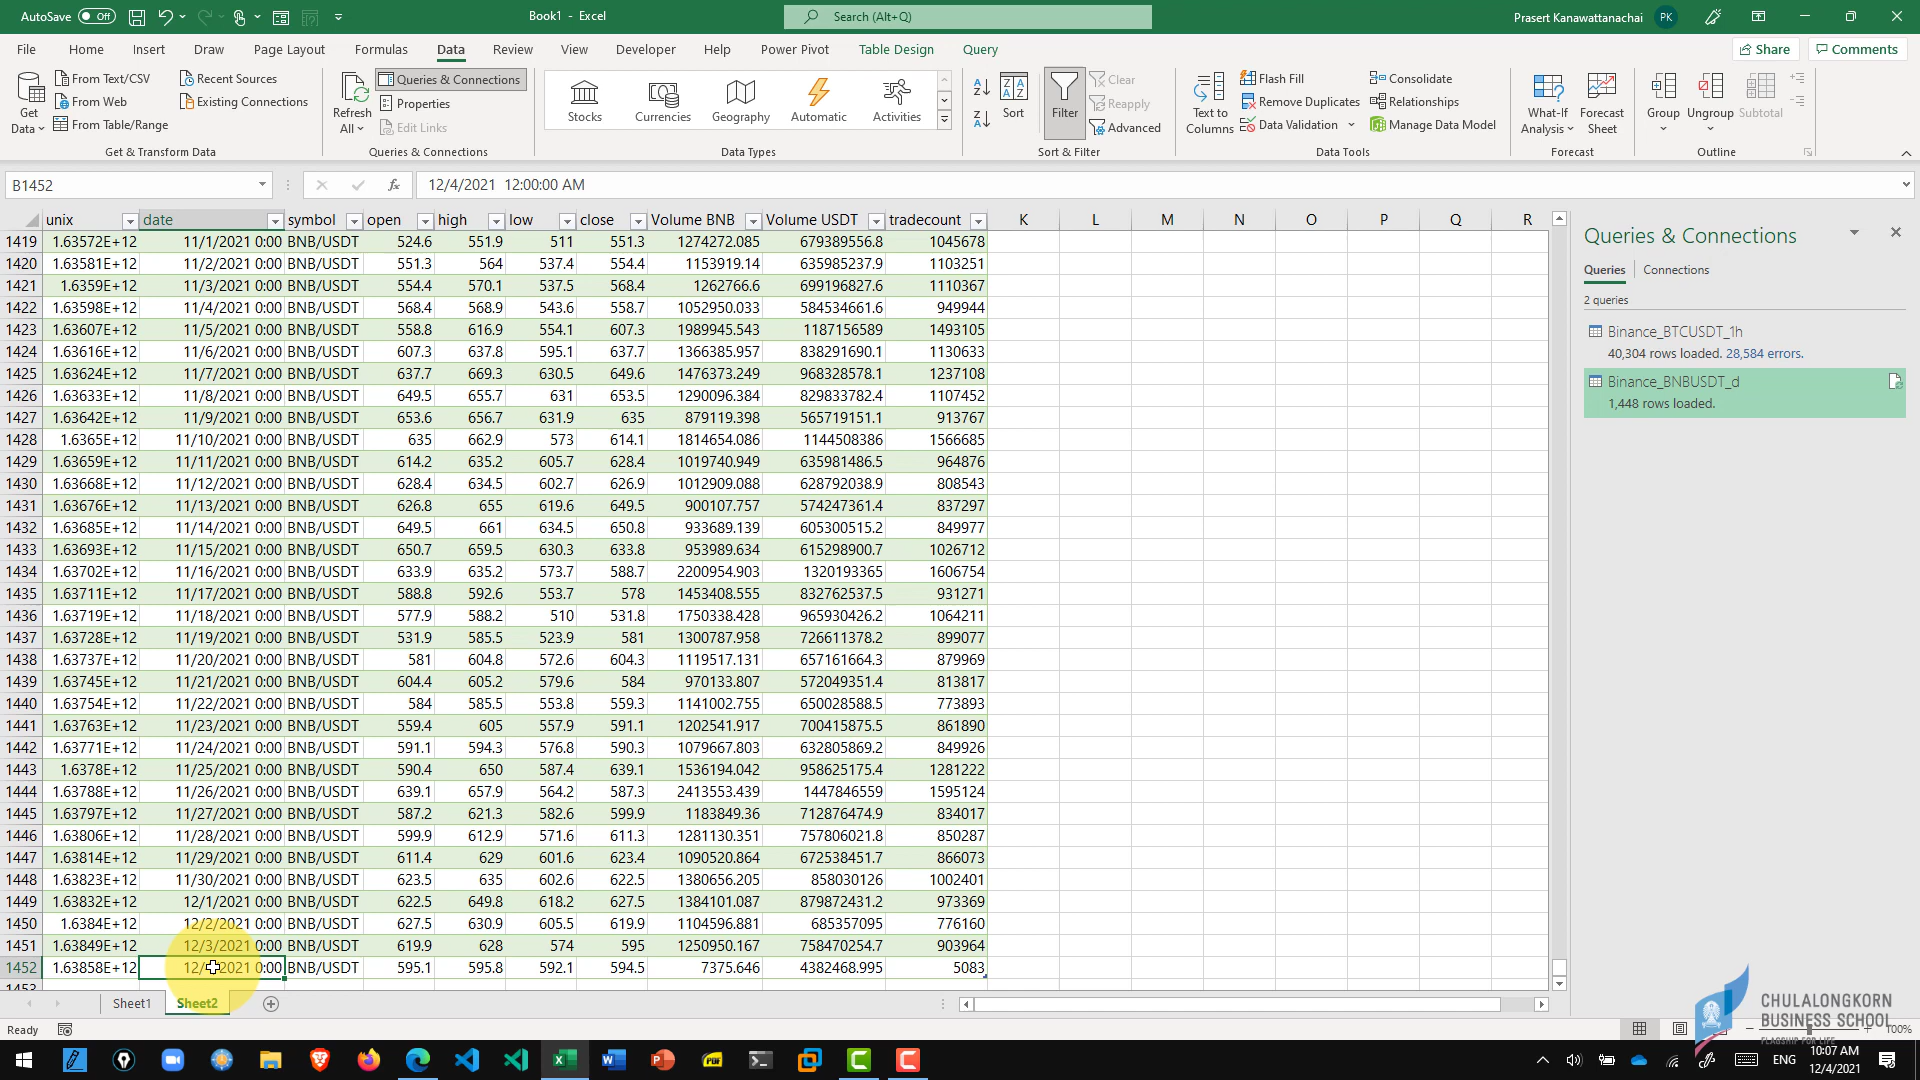 AutoSave Off Book1 - Excel Search (Alt+Q) Prasert Kanawattanachai PK
File Home Insert Draw Page Layout Formulas Data Review View Developer Help Power Pivot Table Design Query Share Comments
Get Data From Text/CSV From Web From Table/Range Recent Sources Existing Connections
Get & Transform Data
Refresh All Queries & Connections Properties Edit Links
Queries & Connections
Stocks Currencies Geography Automatic Activities
Data Types
Sort Filter Clear Reapply Advanced
Sort & Filter
Text to Columns Flash Fill Remove Duplicates Data Validation Consolidate Relationships Manage Data Model
Data Tools
What-If Analysis Forecast Sheet
Forecast
Group Ungroup Subtotal
Outline
B1452 fx 12/4/2021 12:00:00 AM
unix date symbol open high low close Volume BNB Volume USDT tradecount K L M N O P Q R
1419 1.63572E+12 11/1/2021 0:00 BNB/USDT 524.6 551.9 511 551.3 1274272.085 679389556.8 1045678
1420 1.63581E+12 11/2/2021 0:00 BNB/USDT 551.3 564 537.4 554.4 1153919.14 635985237.9 1103251
1421 1.6359E+12 11/3/2021 0:00 BNB/USDT 554.4 570.1 537.5 568.4 1262766.6 699196827.6 1110367
1422 1.63598E+12 11/4/2021 0:00 BNB/USDT 568.4 568.9 543.6 558.7 1052950.033 584534661.6 949944
1423 1.63607E+12 11/5/2021 0:00 BNB/USDT 558.8 616.9 554.1 607.3 1989945.543 1187156589 1493105
1424 1.63616E+12 11/6/2021 0:00 BNB/USDT 607.3 637.8 595.1 637.7 1366385.957 838291690.1 1130633
1425 1.63624E+12 11/7/2021 0:00 BNB/USDT 637.7 669.3 630.5 649.6 1476373.249 968328578.1 1237108
1426 1.63633E+12 11/8/2021 0:00 BNB/USDT 649.5 655.7 631 653.5 1290096.384 829833782.4 1107452
1427 1.63642E+12 11/9/2021 0:00 BNB/USDT 653.6 656.7 631.9 635 879119.398 565719151.1 913767
1428 1.6365E+12 11/10/2021 0:00 BNB/USDT 635 662.9 573 614.1 1814654.086 1144508386 1566685
1429 1.63659E+12 11/11/2021 0:00 BNB/USDT 614.2 635.2 605.7 628.4 1019740.949 635981486.5 964876
1430 1.63668E+12 11/12/2021 0:00 BNB/USDT 628.4 634.5 602.7 626.9 1012909.088 628792038.9 808543
1431 1.63676E+12 11/13/2021 0:00 BNB/USDT 626.8 655 619.6 649.5 900107.757 574247361.4 837297
1432 1.63685E+12 11/14/2021 0:00 BNB/USDT 649.5 661 634.5 650.8 933689.139 605300515.2 849977
1433 1.63693E+12 11/15/2021 0:00 BNB/USDT 650.7 659.5 630.3 633.8 953989.634 615298900.7 1026712
1434 1.63702E+12 11/16/2021 0:00 BNB/USDT 633.9 635.2 573.7 588.7 2200954.903 1320193365 1606754
1435 1.63711E+12 11/17/2021 0:00 BNB/USDT 588.8 592.6 553.7 578 1453408.555 832762537.5 931271
1436 1.63719E+12 11/18/2021 0:00 BNB/USDT 577.9 588.2 510 531.8 1750338.428 965930426.2 1064211
1437 1.63728E+12 11/19/2021 0:00 BNB/USDT 531.9 585.5 523.9 581 1300787.958 726611378.2 899077
1438 1.63737E+12 11/20/2021 0:00 BNB/USDT 581 604.8 572.6 604.3 1119517.131 657161664.3 879969
1439 1.63745E+12 11/21/2021 0:00 BNB/USDT 604.4 605.2 579.6 584 970133.807 572049351.4 813817
1440 1.63754E+12 11/22/2021 0:00 BNB/USDT 584 585.5 553.8 559.3 1141002.755 650028588.5 773893
1441 1.63763E+12 11/23/2021 0:00 BNB/USDT 559.4 605 557.9 591.1 1202541.917 700415875.5 861890
1442 1.63771E+12 11/24/2021 0:00 BNB/USDT 591.1 594.3 576.8 590.3 1079667.803 632805869.2 849926
1443 1.6378E+12 11/25/2021 0:00 BNB/USDT 590.4 650 587.4 639.1 1536194.042 958625175.4 1281222
1444 1.63788E+12 11/26/2021 0:00 BNB/USDT 639.1 657.9 564.2 587.3 2413553.439 1447846559 1595124
1445 1.63797E+12 11/27/2021 0:00 BNB/USDT 587.2 621.3 582.6 599.9 1183849.36 712876474.9 834017
1446 1.63806E+12 11/28/2021 0:00 BNB/USDT 599.9 612.9 571.6 611.3 1281130.351 757806021.8 850287
1447 1.63814E+12 11/29/2021 0:00 BNB/USDT 611.4 629 601.6 623.4 1090520.864 672538451.7 866073
1448 1.63823E+12 11/30/2021 0:00 BNB/USDT 623.5 635 602.6 622.5 1380656.205 858030126 1002401
1449 1.63832E+12 12/1/2021 0:00 BNB/USDT 622.5 649.8 618.2 627.5 1384101.087 879872431.2 973369
1450 1.6384E+12 12/2/2021 0:00 BNB/USDT 627.5 630.9 605.5 619.9 1104596.881 685357095 776160
1451 1.63849E+12 12/3/2021 0:00 BNB/USDT 619.9 628 574 595 1250950.167 758470254.7 903964
1452 1.63858E+12 12/ 2021 0:00 BNB/USDT 595.1 595.8 592.1 594.5 7375.646 4382468.995 5083
1453
Queries & Connections
Queries Connections
2 queries
Binance_BTCUSDT_1h
40,304 rows loaded. 28,584 errors.
Binance_BNBUSDT_d
1,448 rows loaded.
Sheet1 Sheet2
Ready 100%
CHULALONGKORN
BUSINESS SCHOOL
FLAGSHIP FOR LIFE
PDF ENG 10:07 AM
12/4/2021